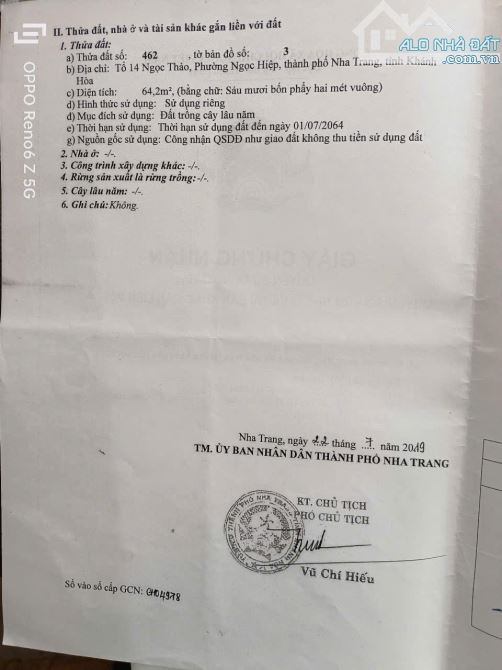 II. Thửa đất, nhà ở và tài sản khác gắn liền với đất
1. Thửa đất:
a) Thửa đất số: 462 , tờ bản đồ số: 3
b) Địa chỉ: Tổ 14 Ngọc Thảo, Phường Ngọc Hiệp, thành phố Nha Trang, tỉnh Khánh
Hòa
c) Diện tích: 64,2m², (bằng chữ: Sáu mươi bốn phẩy hai mét vuông)
d) Hình thức sử dụng: Sử dụng riêng
đ) Mục đích sử dụng: Đất trồng cây lâu năm
e) Thời hạn sử dụng: Thời hạn sử dụng đất đến ngày 01/07/2064
g) Nguồn gốc sử dụng: Công nhận QSDĐ như giao đất không thu tiền sử dụng đất
2. Nhà ở: -/-.
3. Công trình xây dựng khác: -/-.
4. Rừng sản xuất là rừng trồng: -/-.
5. Cây lâu năm: -/-.
6. Ghi chú: Không.
ALO NHÀ ĐẤT
.com.vn
OPPO Reno6 Z 5G
GIẤY CHỨNG NHẬN
Nha Trang, ngày 22 tháng 7 năm 2019
TM. ỦY BAN NHÂN DÂN THÀNH PHỐ NHA TRANG
KT. CHỦ TỊCH
PHÓ CHỦ TỊCH
Vũ Chí Hiếu
Số vào sổ cấp GCN: CH04978